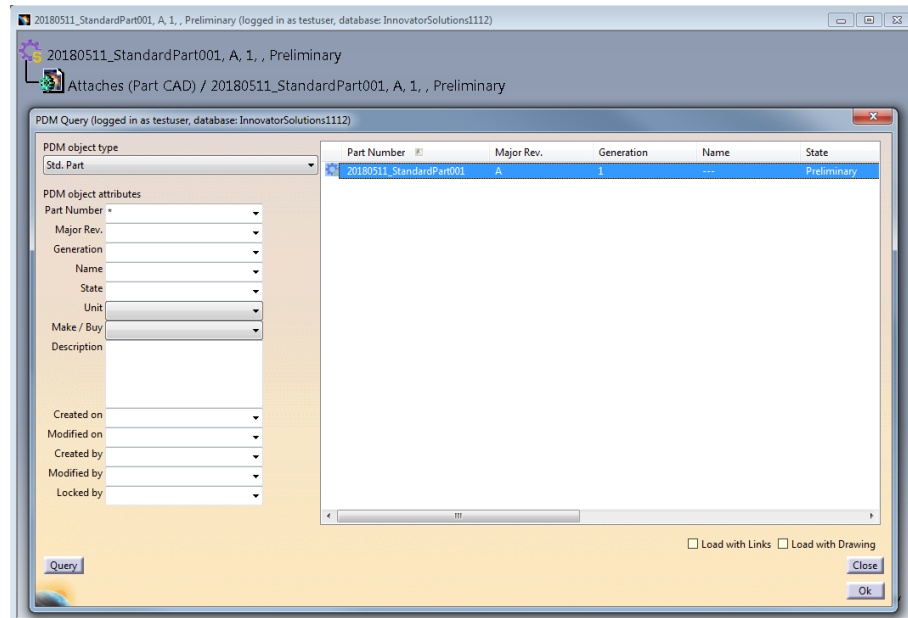 20180511_StandardPart001, A, 1, , Preliminary (logged in as testuser, database: InnovatorSolutions1112)
20180511_StandardPart001, A, 1, , Preliminary
Attaches (Part CAD) / 20180511_StandardPart001, A, 1, , Preliminary
PDM Query (logged in as testuser, database: InnovatorSolutions1112)
PDM object type
Std. Part
Part Number Major Rev. Generation Name State
20180511_StandardPart001 A 1 --- Preliminary
PDM object attributes
Part Number *
Major Rev.
Generation
Name
State
Unit
Make / Buy
Description
Created on
Modified on
Created by
Modified by
Locked by
Load with Links Load with Drawing
Query
Close
Ok